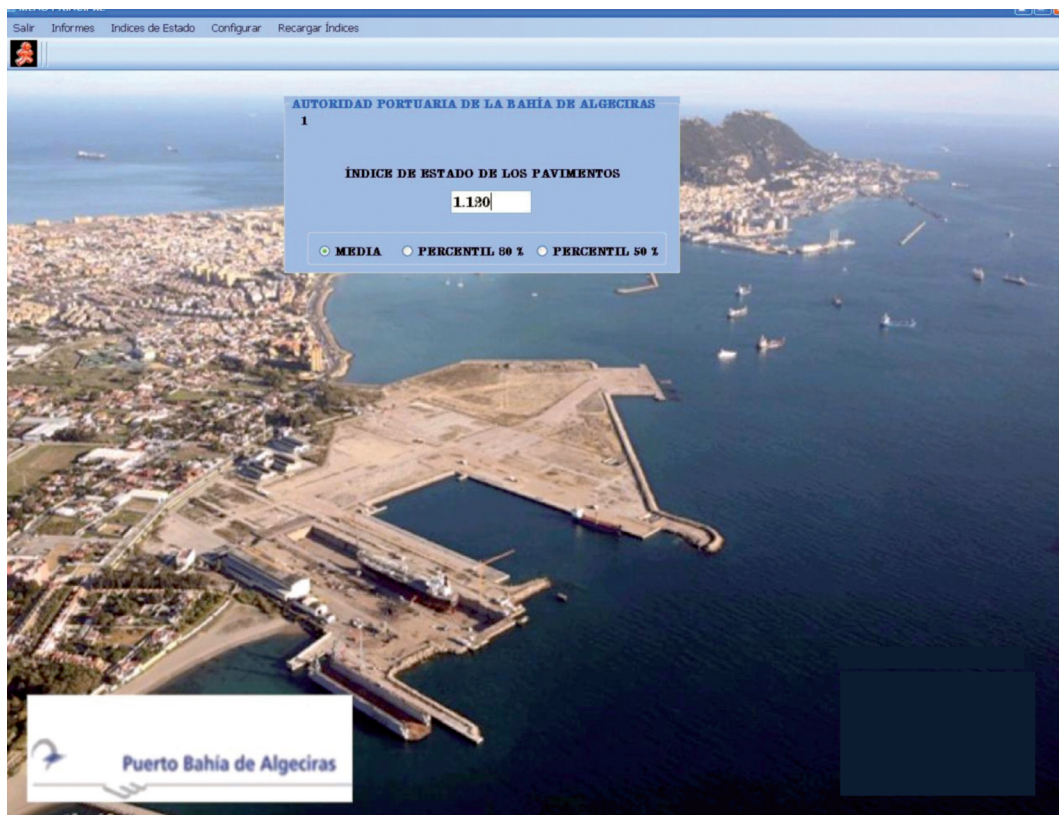 Salir Informes Indices de Estado Configurar Recargar Índices
AUTORIDAD PORTUARIA DE LA BAHÍA DE ALGECIRAS
1
ÍNDICE DE ESTADO DE LOS PAVIMENTOS
1.120
MEDIA PERCENTIL 80 % PERCENTIL 50 %
Puerto Bahía de Algeciras